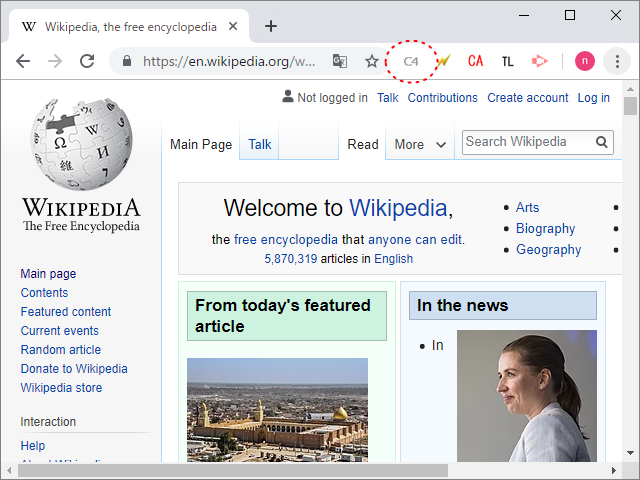 W Wikipedia, the free encyclopedia
https://en.wikipedia.org/w...
C4
CA
TL
n
Not logged in Talk Contributions Create account Log in
Ω W И 維
WIKIPEDIA
The Free Encyclopedia
Main Page Talk Read More Search Wikipedia
Welcome to Wikipedia,
the free encyclopedia that anyone can edit.
5,870,319 articles in English
Arts
Biography
Geography
Main page
Contents
Featured content
Current events
Random article
Donate to Wikipedia
Wikipedia store
Interaction
Help
About Wikipedia
From today's featured
article
In the news
In